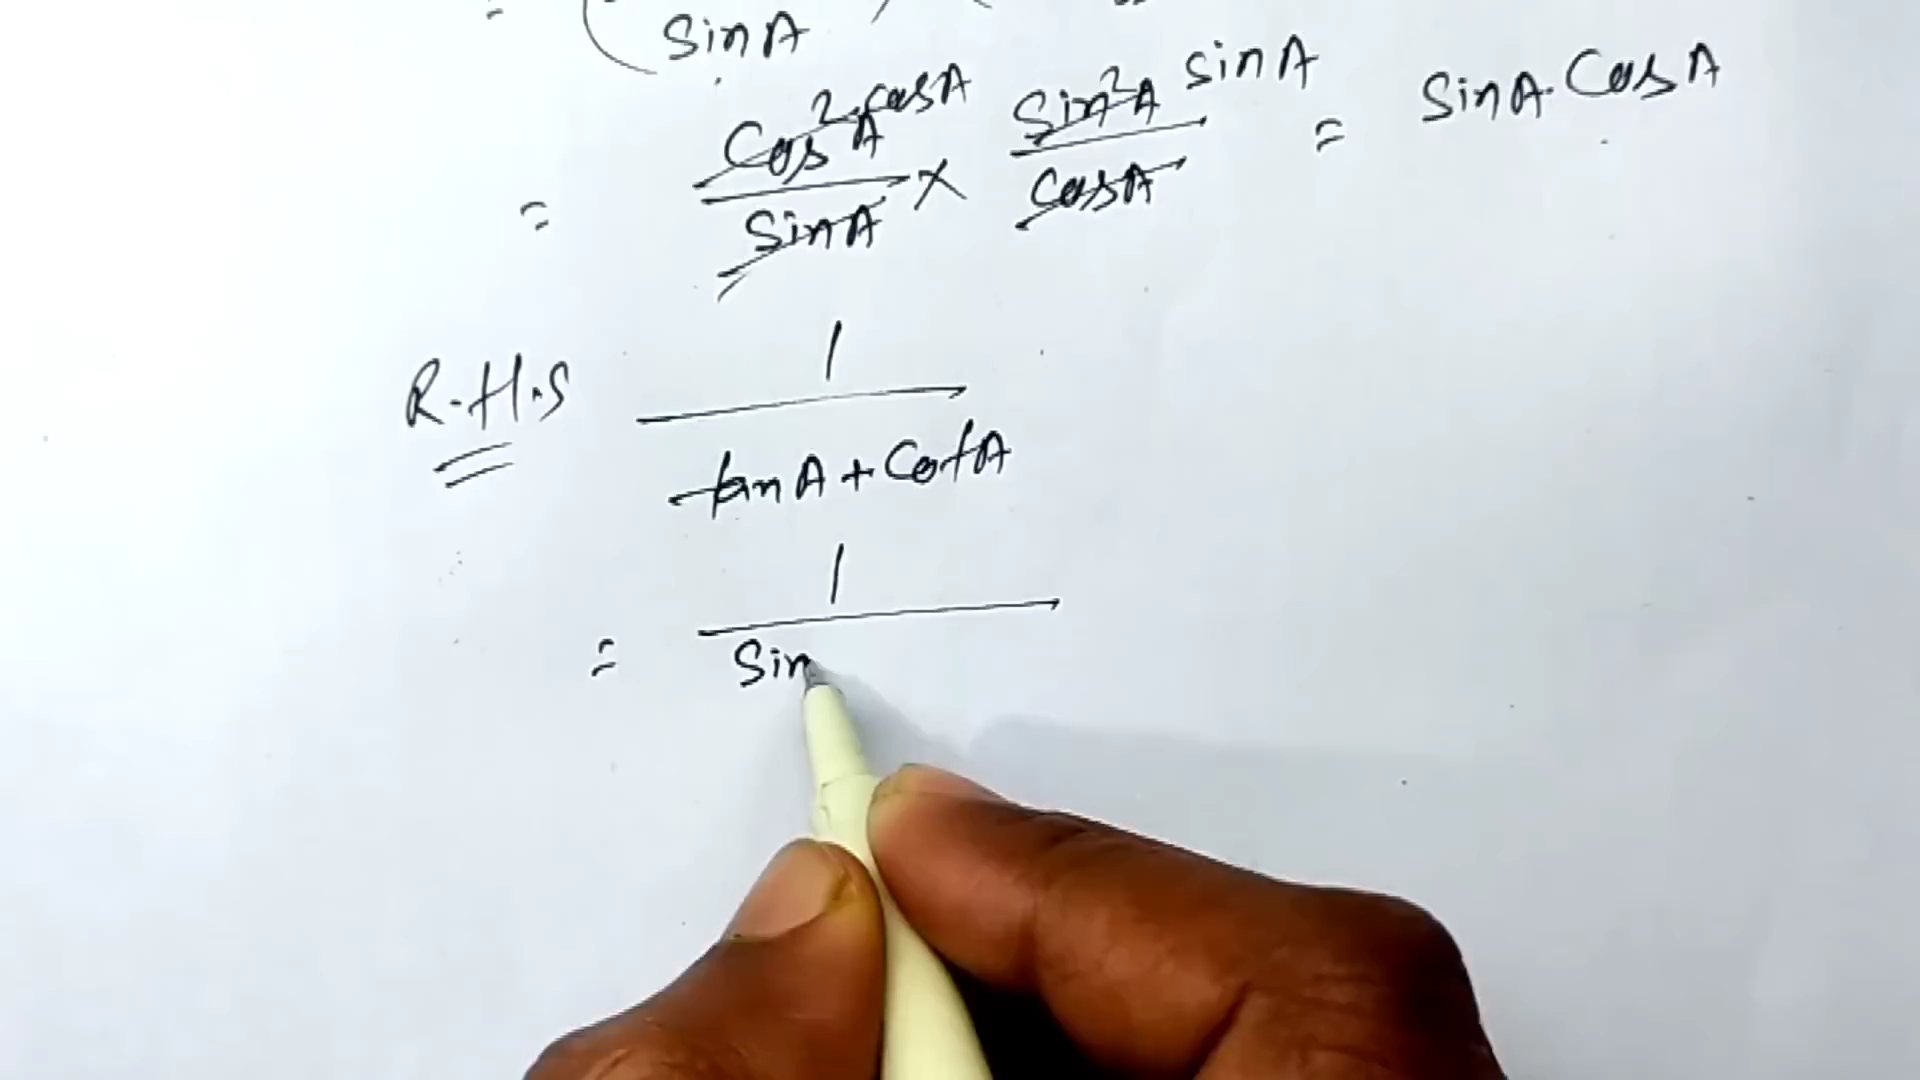 = ( SinA
= Cos²A cosA / SinA × Sin²A sinA / CosA = SinA. CosA
R.H.S 1 / tanA + CotA
= 1 / Sin